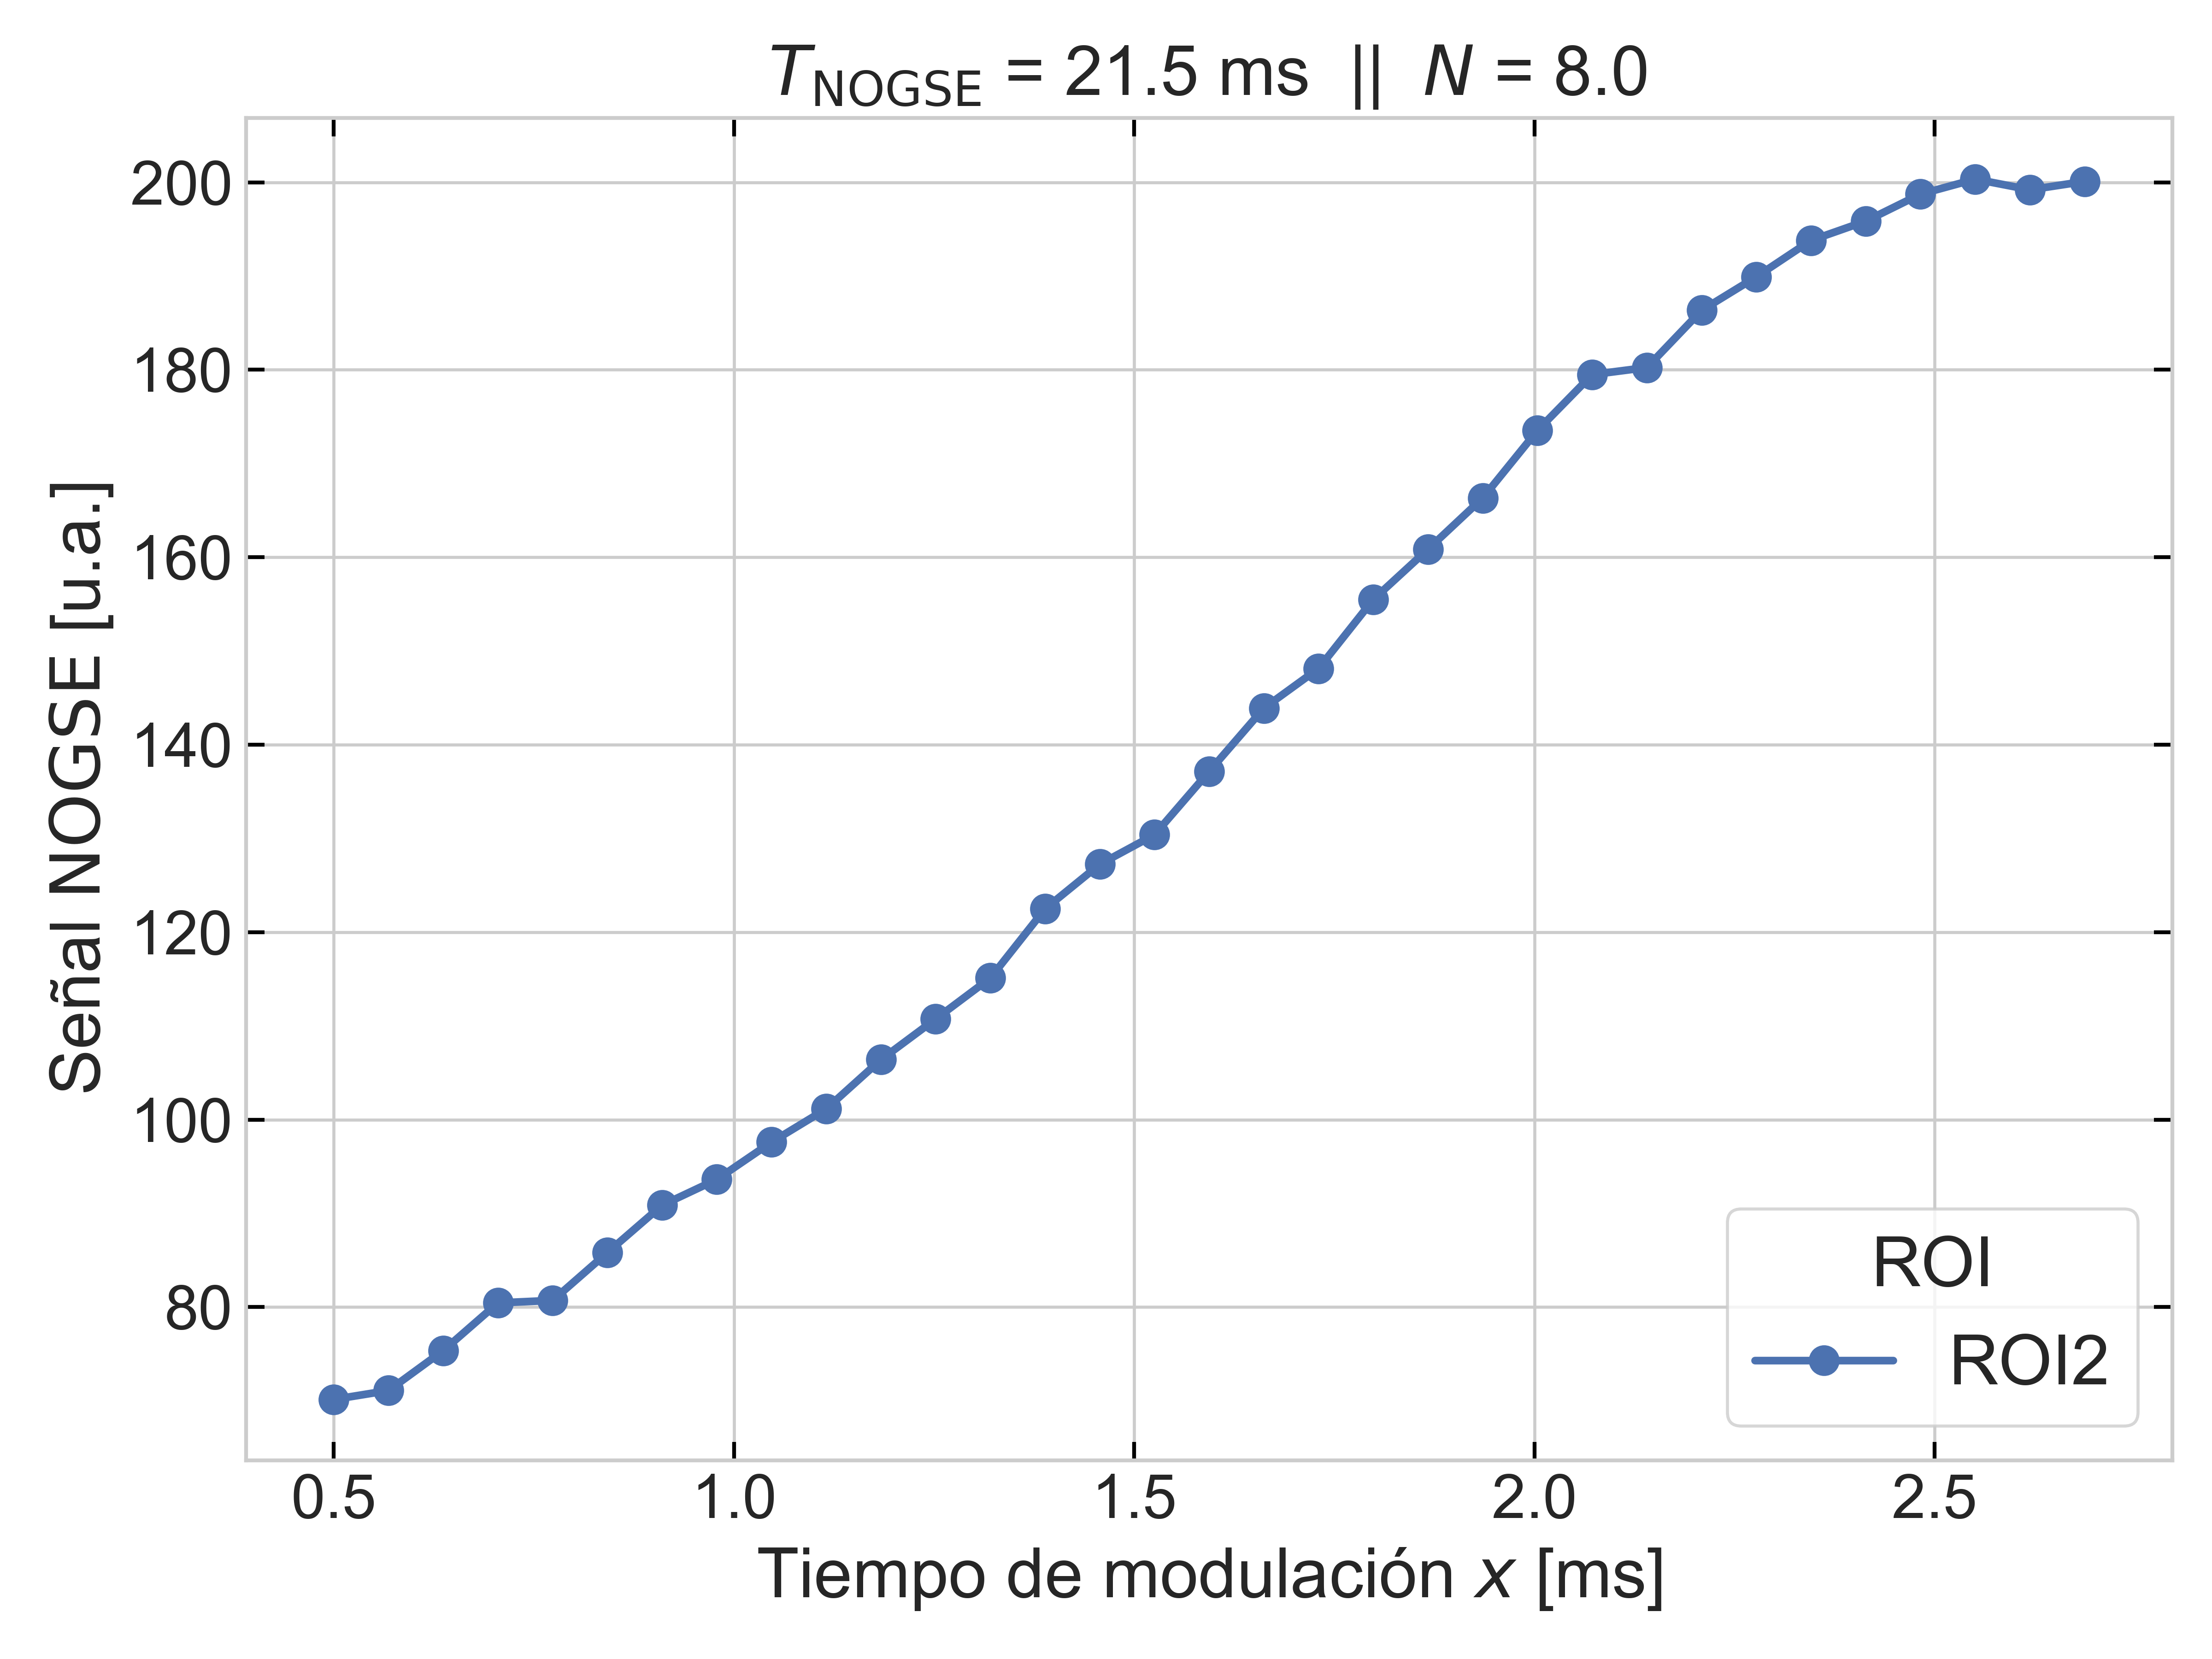 T_NOGSE = 21.5 ms || N = 8.0
Señal NOGSE [u.a.]
200
180
160
140
120
100
80
ROI
ROI2
0.5 1.0 1.5 2.0 2.5
Tiempo de modulación x [ms]